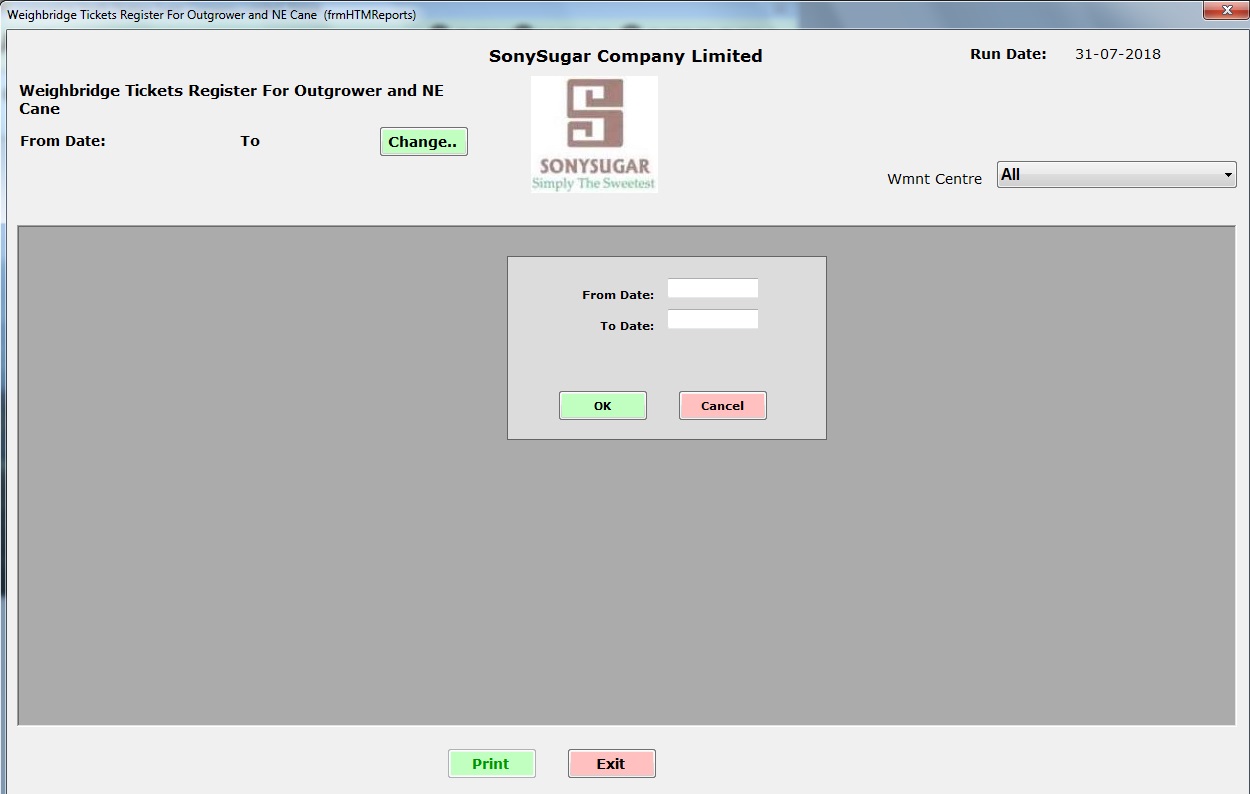 Weighbridge Tickets Register For Outgrower and NE Cane (frmHTMReports)
SonySugar Company Limited
Run Date: 31-07-2018
Weighbridge Tickets Register For Outgrower and NE
Cane
From Date: To Change..
SONYSUGAR
Simply The Sweetest
Wmnt Centre All
From Date:
To Date:
OK Cancel
Print Exit